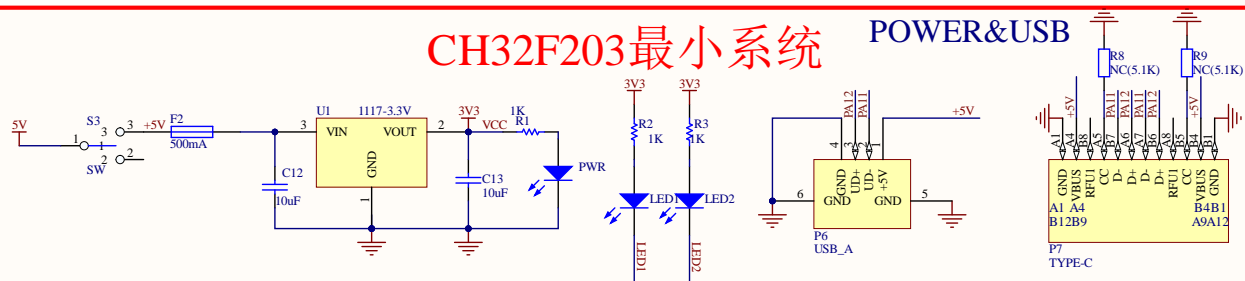 CH32F203最小系统
POWER&USB
5V
S3
1
3
3
2
2
SW
+5V
F2
500mA
U1
1117-3.3V
3
VIN
VOUT
2
GND
1
C12
10uF
3V3
VCC
1K
R1
C13
10uF
PWR
3V3
R2
1K
LED1
LED1
3V3
R3
1K
LED2
LED2
PA12
PA11
+5V
4
3
2
1
GND
UD+
UD-
+5V
6
GND
GND
5
P6
USB_A
R8
NC(5.1K)
R9
NC(5.1K)
+5V
PA11
PA12
PA11
PA12
+5V
A1
A4
B8
A5
B7
A6
A7
B6
A8
B5
B4
B1
GND
VBUS
RFU1
CC
D-
D+
D-
D+
RFU1
CC
VBUS
GND
A1 A4
B12B9
B4B1
A9A12
P7
TYPE-C